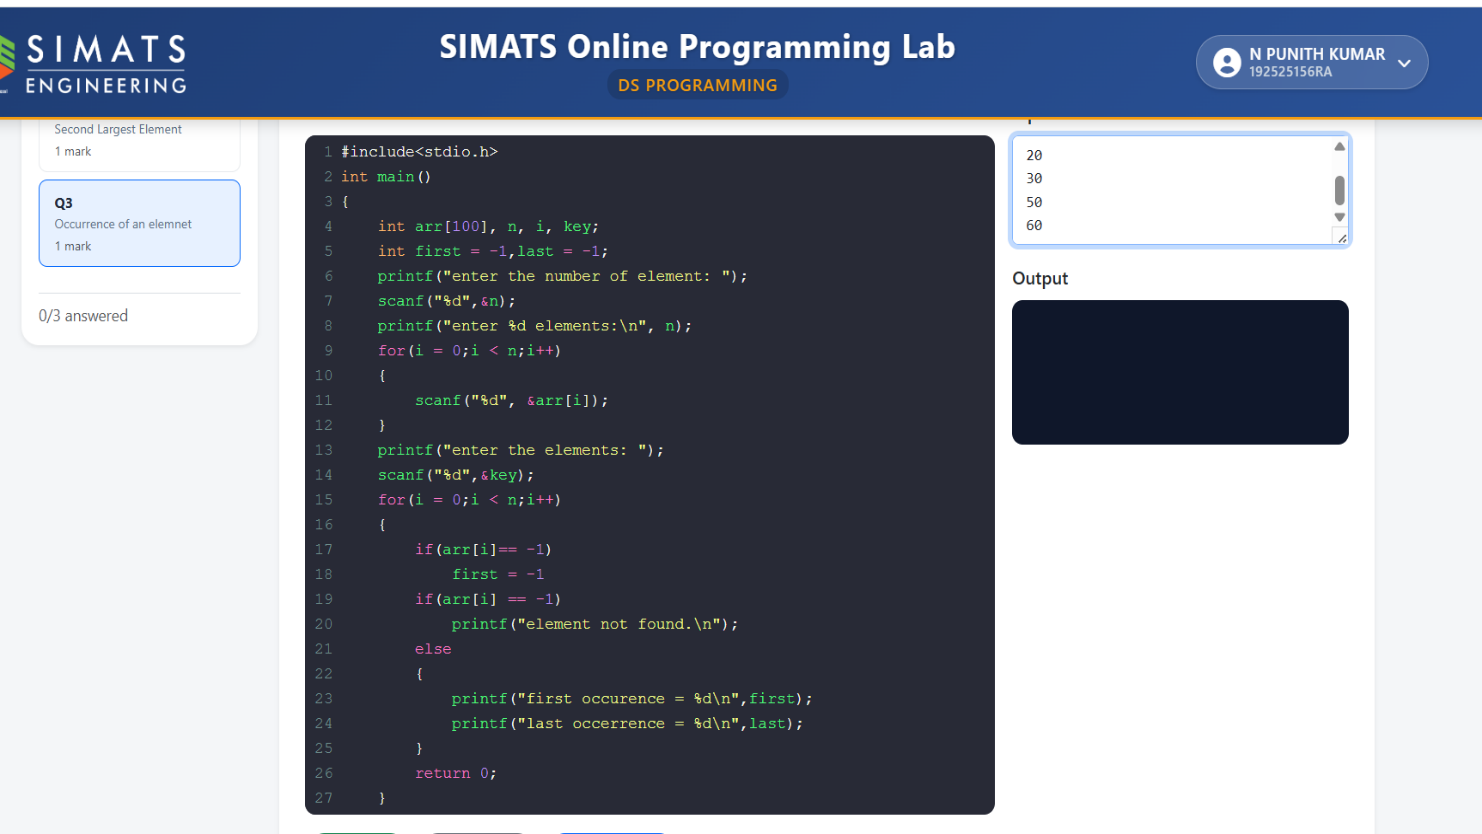 SIMATS
ENGINEERING
SIMATS Online Programming Lab
DS PROGRAMMING
N PUNITH KUMAR
192525156RA
Second Largest Element
1 mark
Q3
Occurrence of an elemnet
1 mark
0/3 answered
1 #include<stdio.h>
2 int main()
3 {
4 int arr[100], n, i, key;
5 int first = -1,last = -1;
6 printf("enter the number of element: ");
7 scanf("%d",&n);
8 printf("enter %d elements:\n", n);
9 for(i = 0;i < n;i++)
10 {
11 scanf("%d", &arr[i]);
12 }
13 printf("enter the elements: ");
14 scanf("%d",&key);
15 for(i = 0;i < n;i++)
16 {
17 if(arr[i]== -1)
18 first = -1
19 if(arr[i] == -1)
20 printf("element not found.\n");
21 else
22 {
23 printf("first occurence = %d\n",first);
24 printf("last occerrence = %d\n",last);
25 }
26 return 0;
27 }
20
30
50
60
Output